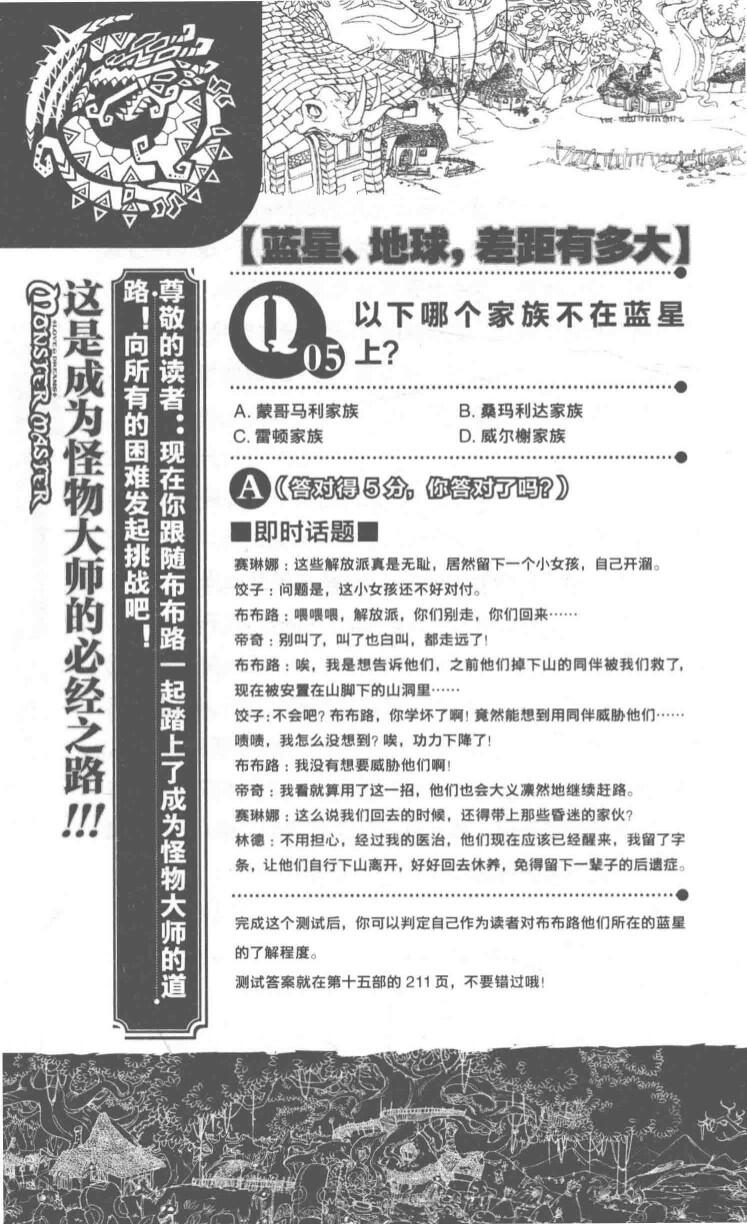 【蓝星、地球，差距有多大】
Q05
以下哪个家族不在蓝星
上？
A. 蒙哥马利家族
B. 桑玛利达家族
C. 雷顿家族
D. 威尔榭家族
A（答对得5分，你答对了吗？）
■即时话题■
赛琳娜：这些解放派真是无耻，居然留下一个小女孩，自己开溜。
饺子：问题是，这小女孩还不好对付。
布布路：喂喂喂，解放派，你们别走，你们回来……
帝奇：别叫了，叫了也白叫，都走远了！
布布路：唉，我是想告诉他们，之前他们掉下山的同伴被我们救了，
现在被安置在山脚下的山洞里……
饺子：不会吧？布布路，你学坏了啊！竟然能想到用同伴威胁他们……
啧啧，我怎么没想到？唉，功力下降了！
布布路：我没有想要威胁他们啊！
帝奇：我看就算用了这一招，他们也会大义凛然地继续赶路。
赛琳娜：这么说我们回去的时候，还得带上那些昏迷的家伙？
林德：不用担心，经过我的医治，他们现在应该已经醒来，我留了字
条，让他们自行下山离开，好好回去休养，免得留下一辈子的后遗症。
完成这个测试后，你可以判定自己作为读者对布布路他们所在的蓝星
的了解程度。
测试答案就在第十五部的 211 页，不要错过哦！
尊敬的读者：现在你跟随布布路一起踏上了成为怪物大师的道
路！向所有的困难发起挑战吧！
这是成为怪物大师的必经之路!!!
MONSTER MASTER